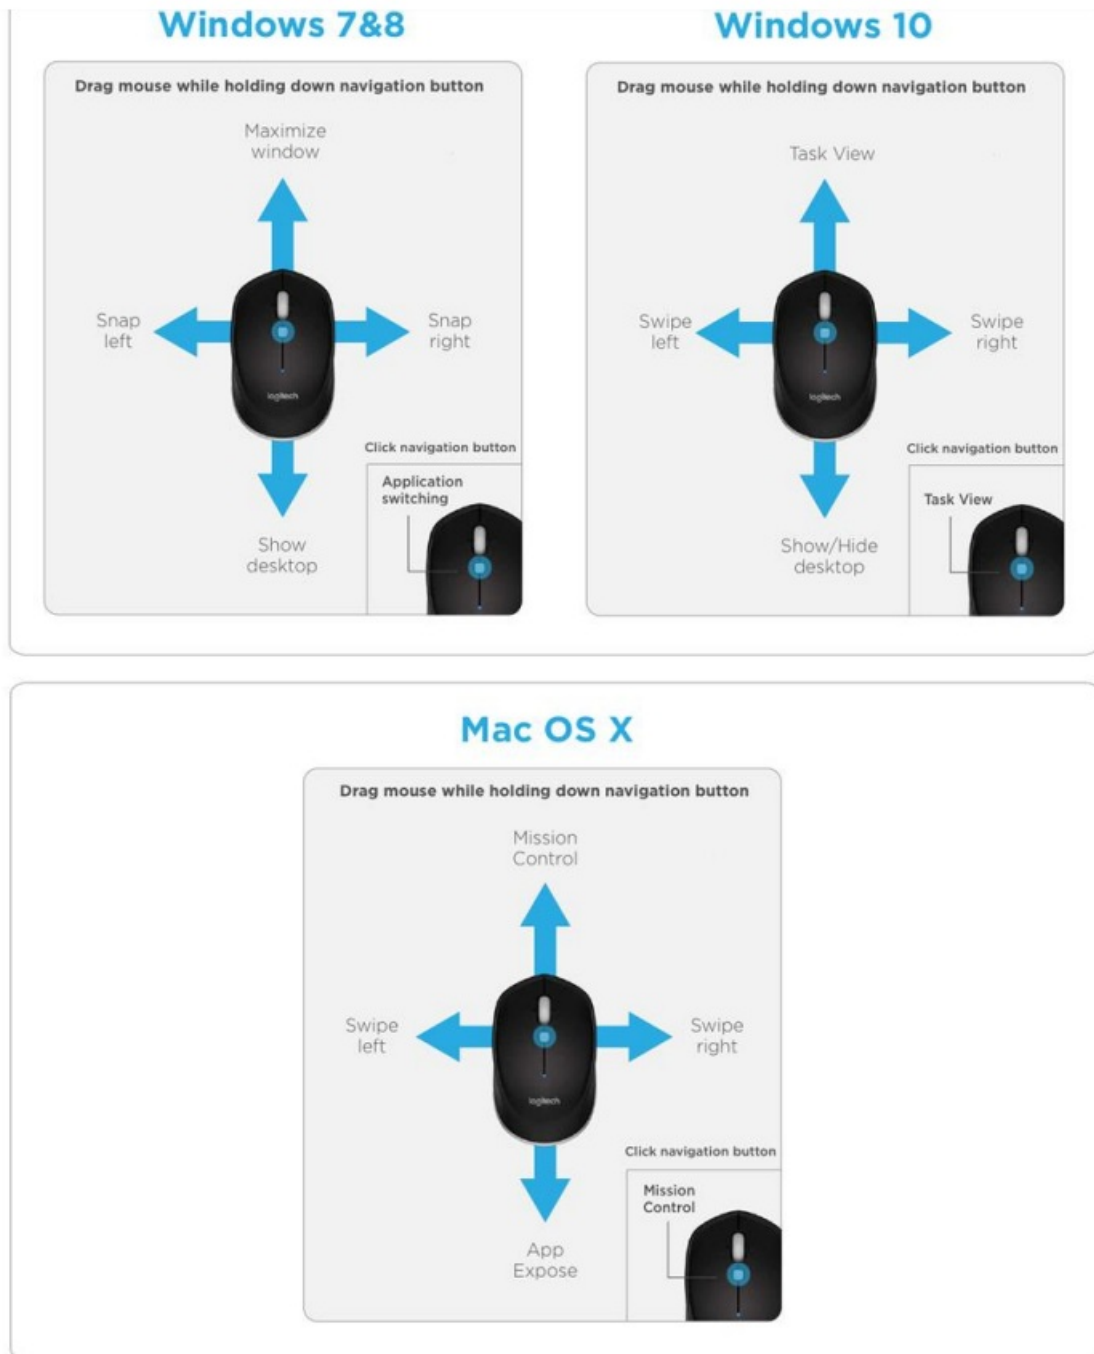 Windows 7&8
Drag mouse while holding down navigation button
Maximize
window
Snap
left
Snap
right
logitech
Show
desktop
Click navigation button
Application
switching
Windows 10
Drag mouse while holding down navigation button
Task View
Swipe
left
Swipe
right
logitech
Show/Hide
desktop
Click navigation button
Task View
Mac OS X
Drag mouse while holding down navigation button
Mission
Control
Swipe
left
Swipe
right
logitech
App
Expose
Click navigation button
Mission
Control